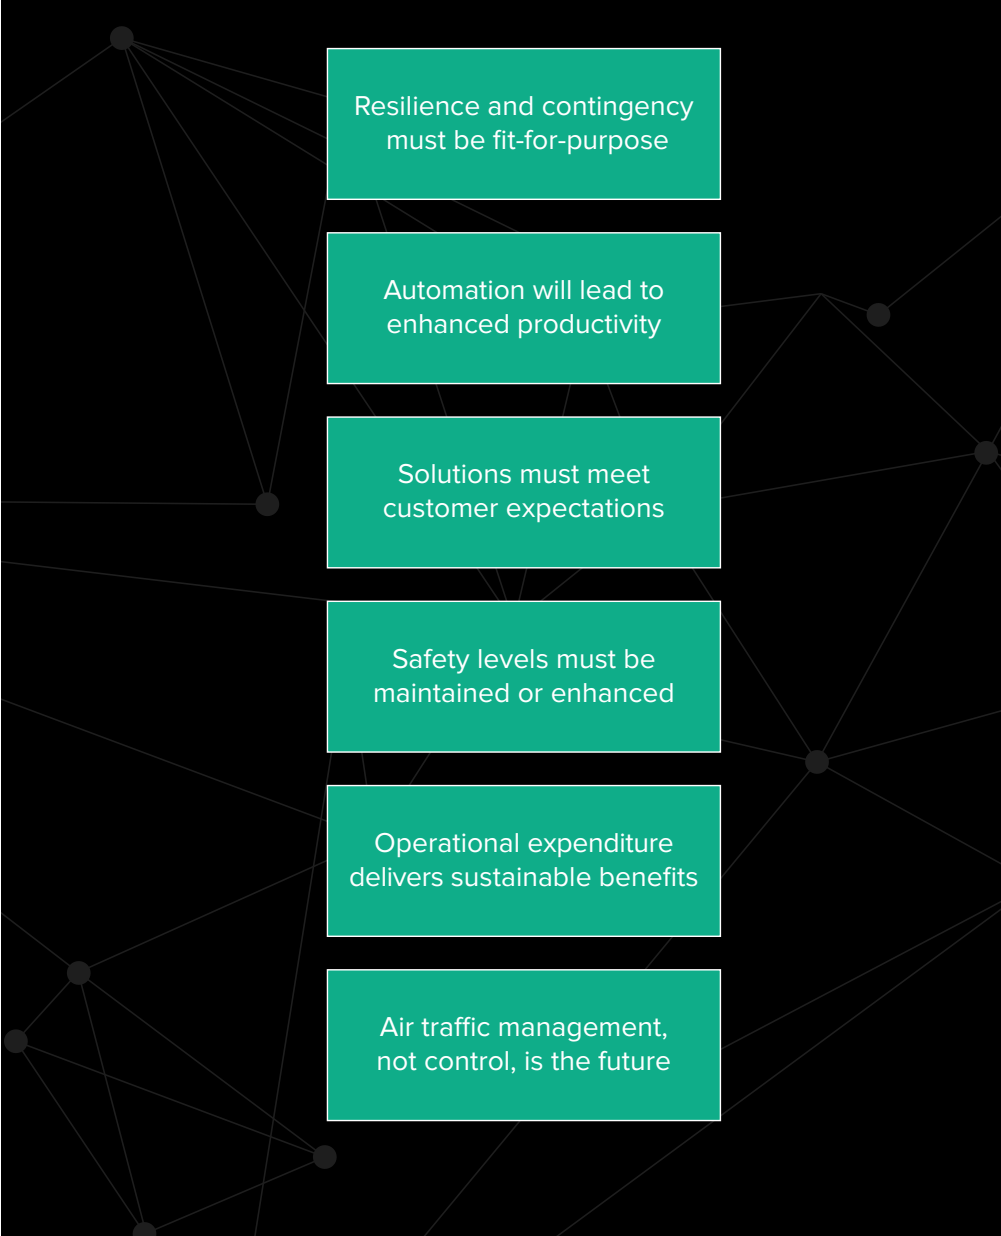 Resilience and contingency
must be fit-for-purpose
Automation will lead to
enhanced productivity
Solutions must meet
customer expectations
Safety levels must be
maintained or enhanced
Operational expenditure
delivers sustainable benefits
Air traffic management,
not control, is the future